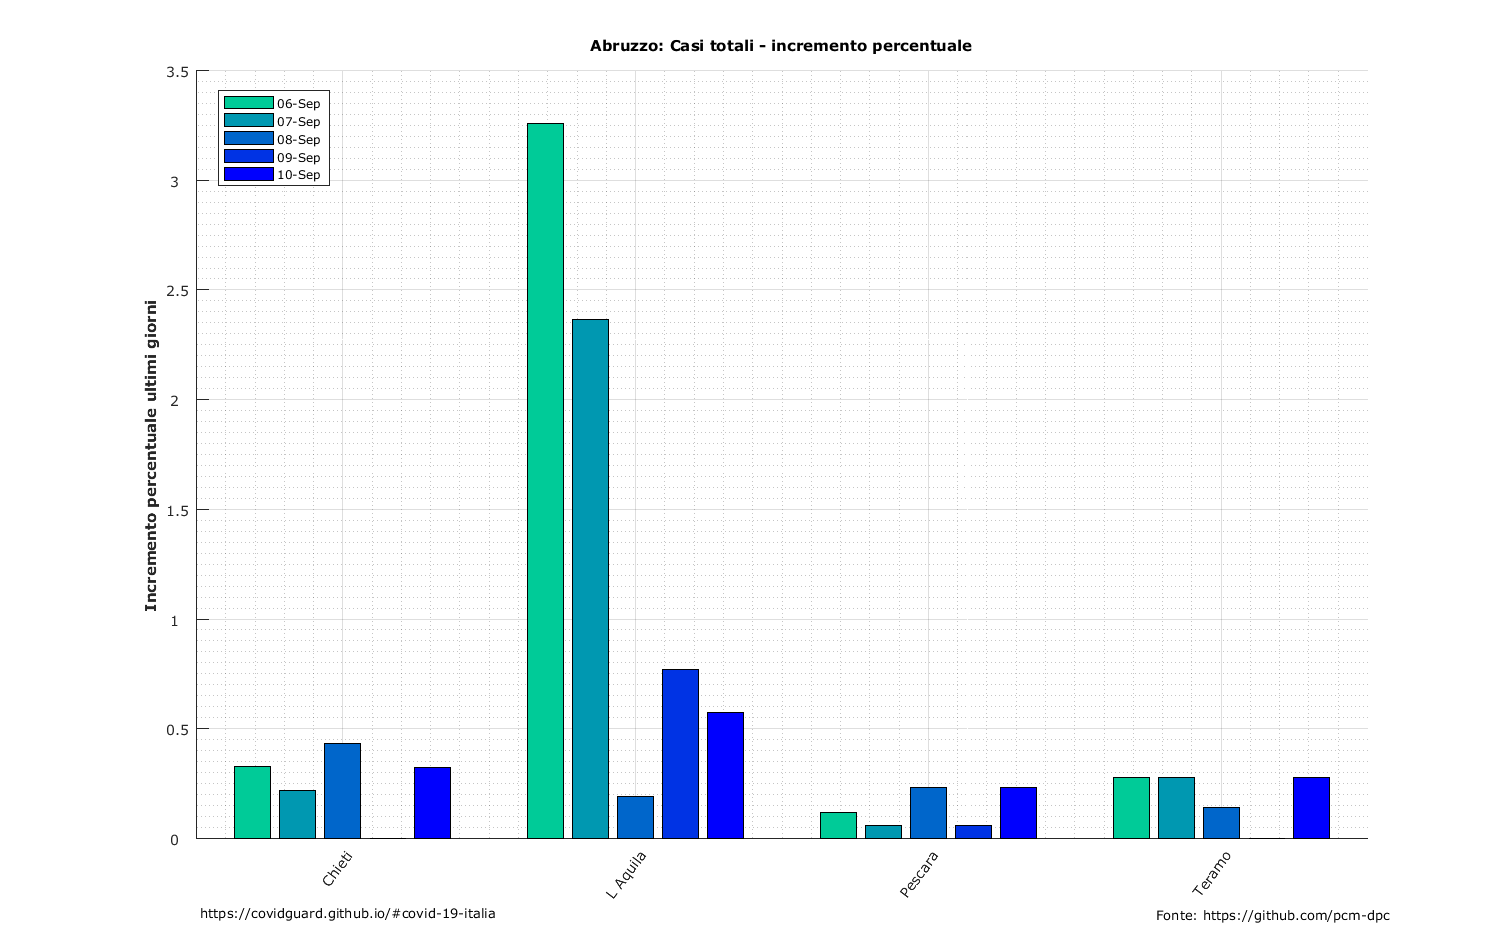 Abruzzo: Casi totali - incremento percentuale
3.5
3
2.5
2
1.5
1
0.5
0
Incremento percentuale ultimi giorni
06-Sep
07-Sep
08-Sep
09-Sep
10-Sep
Chieti
L Aquila
Pescara
Teramo
https://covidguard.github.io/#covid-19-italia
Fonte: https://github.com/pcm-dpc